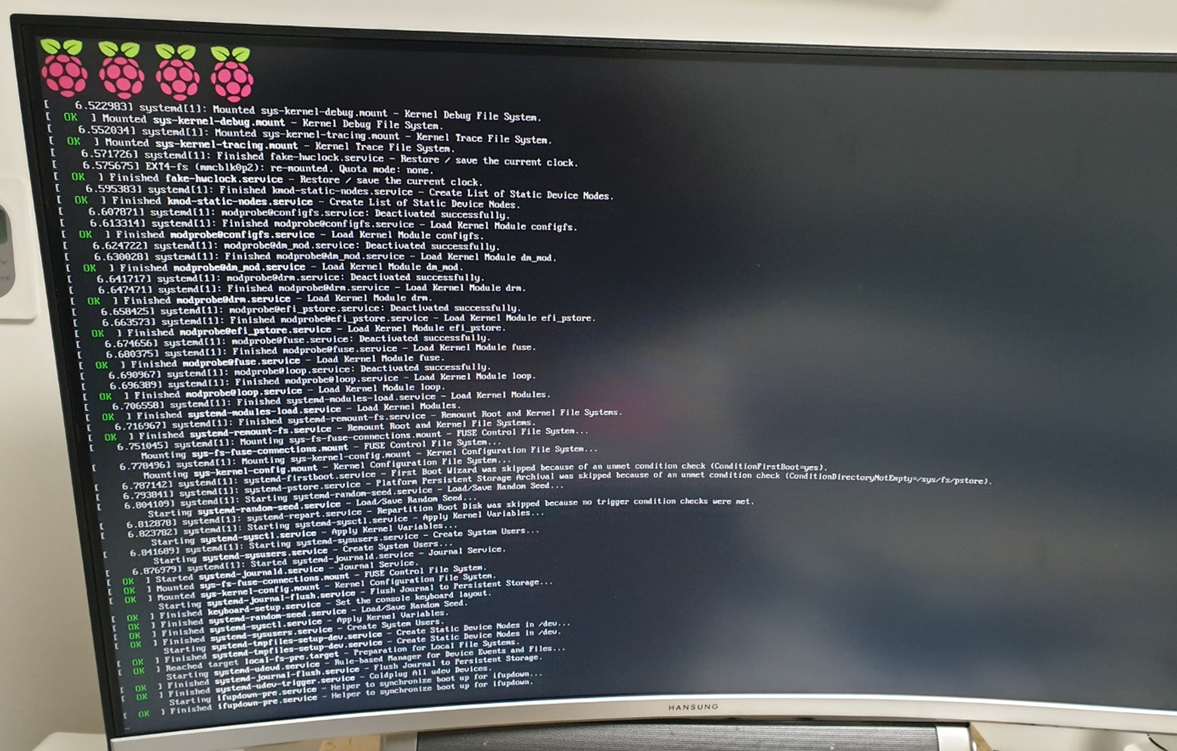 [    6.522983] systemd[1]: Mounted sys-kernel-debug.mount - Kernel Debug File System.
[  OK  ] Mounted sys-kernel-debug.mount - Kernel Debug File System.
[    6.552034] systemd[1]: Mounted sys-kernel-tracing.mount - Kernel Trace File System.
[  OK  ] Mounted sys-kernel-tracing.mount - Kernel Trace File System.
[    6.571726] systemd[1]: Finished fake-hwclock.service - Restore / save the current clock.
[    6.575675] EXT4-fs (mmcblk0p2): re-mounted. Quota mode: none.
[  OK  ] Finished fake-hwclock.service - Restore / save the current clock.
[    6.595383] systemd[1]: Finished kmod-static-nodes.service - Create List of Static Device Nodes.
[  OK  ] Finished kmod-static-nodes.service - Create List of Static Device Nodes.
[    6.607871] systemd[1]: modprobe@configfs.service: Deactivated successfully.
[    6.613314] systemd[1]: Finished modprobe@configfs.service - Load Kernel Module configfs.
[  OK  ] Finished modprobe@configfs.service - Load Kernel Module configfs.
[    6.624722] systemd[1]: modprobe@dm_mod.service: Deactivated successfully.
[    6.630028] systemd[1]: Finished modprobe@dm_mod.service - Load Kernel Module dm_mod.
[  OK  ] Finished modprobe@dm_mod.service - Load Kernel Module dm_mod.
[    6.641717] systemd[1]: modprobe@drm.service: Deactivated successfully.
[    6.647471] systemd[1]: Finished modprobe@drm.service - Load Kernel Module drm.
[  OK  ] Finished modprobe@drm.service - Load Kernel Module drm.
[    6.658425] systemd[1]: modprobe@efi_pstore.service: Deactivated successfully.
[    6.663573] systemd[1]: Finished modprobe@efi_pstore.service - Load Kernel Module efi_pstore.
[  OK  ] Finished modprobe@efi_pstore.service - Load Kernel Module efi_pstore.
[    6.674656] systemd[1]: modprobe@fuse.service: Deactivated successfully.
[    6.680375] systemd[1]: Finished modprobe@fuse.service - Load Kernel Module fuse.
[  OK  ] Finished modprobe@fuse.service - Load Kernel Module fuse.
[    6.690967] systemd[1]: modprobe@loop.service: Deactivated successfully.
[    6.696389] systemd[1]: Finished modprobe@loop.service - Load Kernel Module loop.
[  OK  ] Finished modprobe@loop.service - Load Kernel Module loop.
[    6.706558] systemd[1]: Finished systemd-modules-load.service - Load Kernel Modules.
[  OK  ] Finished systemd-modules-load.service - Load Kernel Modules.
[    6.716967] systemd[1]: Finished systemd-remount-fs.service - Remount Root and Kernel File Systems.
[  OK  ] Finished systemd-remount-fs.service - Remount Root and Kernel File Systems.
[    6.751045] systemd[1]: Mounting sys-fs-fuse-connections.mount - FUSE Control File System...
Mounting sys-fs-fuse-connections.mount - FUSE Control File System...
[    6.778496] systemd[1]: Mounting sys-kernel-config.mount - Kernel Configuration File System...
Mounting sys-kernel-config.mount - Kernel Configuration File System...
[    6.787142] systemd[1]: systemd-firstboot.service - First Boot Wizard was skipped because of an unmet condition check (ConditionFirstBoot=yes).
[    6.793841] systemd[1]: systemd-pstore.service - Platform Persistent Storage Archival was skipped because of an unmet condition check (ConditionDirectoryNotEmpty=/sys/fs/pstore).
[    6.804109] systemd[1]: Starting systemd-random-seed.service - Load/Save Random Seed...
Starting systemd-random-seed.service - Load/Save Random Seed...
[    6.812878] systemd[1]: systemd-repart.service - Repartition Root Disk was skipped because no trigger condition checks were met.
[    6.823782] systemd[1]: Starting systemd-sysctl.service - Apply Kernel Variables...
Starting systemd-sysctl.service - Apply Kernel Variables...
[    6.841689] systemd[1]: Starting systemd-sysusers.service - Create System Users...
Starting systemd-sysusers.service - Create System Users...
[    6.876979] systemd[1]: Started systemd-journald.service - Journal Service.
[  OK  ] Started systemd-journald.service - Journal Service.
[  OK  ] Mounted sys-fs-fuse-connections.mount - FUSE Control File System.
[  OK  ] Mounted sys-kernel-config.mount - Kernel Configuration File System.
Starting systemd-journal-flush.service - Flush Journal to Persistent Storage...
[  OK  ] Finished keyboard-setup.service - Set the console keyboard layout.
[  OK  ] Finished systemd-random-seed.service - Load/Save Random Seed.
[  OK  ] Finished systemd-sysctl.service - Apply Kernel Variables.
[  OK  ] Finished systemd-sysusers.service - Create System Users.
Starting systemd-tmpfiles-setup-dev.service - Create Static Device Nodes in /dev...
[  OK  ] Finished systemd-tmpfiles-setup-dev.service - Create Static Device Nodes in /dev.
[  OK  ] Reached target local-fs-pre.target - Preparation for Local File Systems.
Starting systemd-udevd.service - Rule-based Manager for Device Events and Files...
[  OK  ] Finished systemd-journal-flush.service - Flush Journal to Persistent Storage.
[  OK  ] Finished systemd-udev-trigger.service - Coldplug All udev Devices.
Starting ifupdown-pre.service - Helper to synchronize boot up for ifupdown...
[  OK  ] Finished ifupdown-pre.service - Helper to synchronize boot up for ifupdown.
HANSUNG